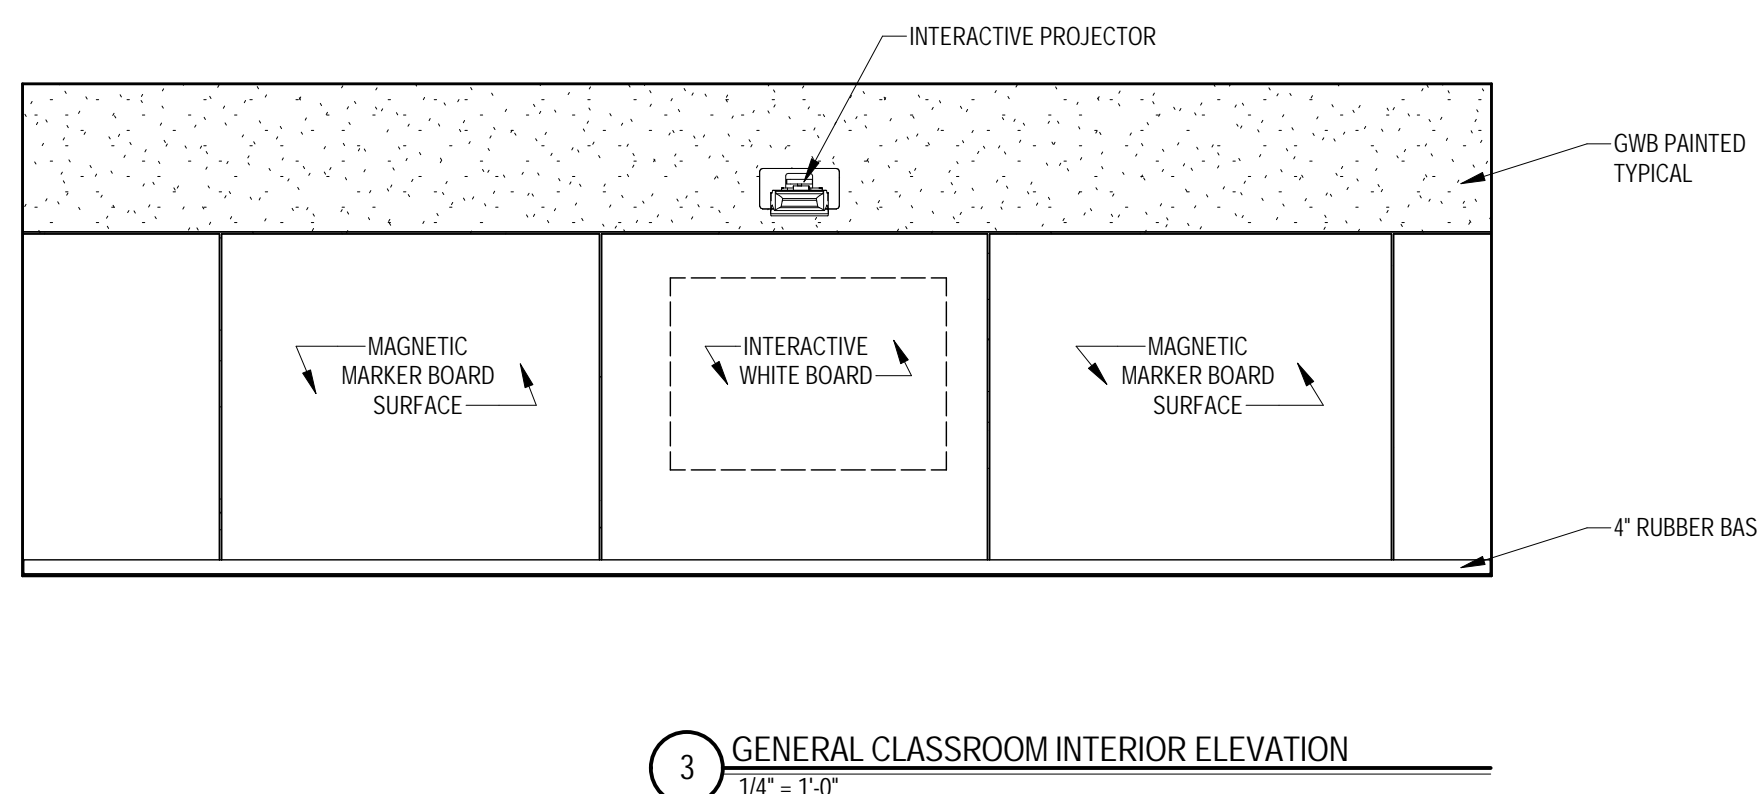 INTERACTIVE PROJECTOR
GWB PAINTED
TYPICAL
MAGNETIC
MARKER BOARD
SURFACE
INTERACTIVE
WHITE BOARD
MAGNETIC
MARKER BOARD
SURFACE
4" RUBBER BAS
3
GENERAL CLASSROOM INTERIOR ELEVATION
1/4" = 1'-0"